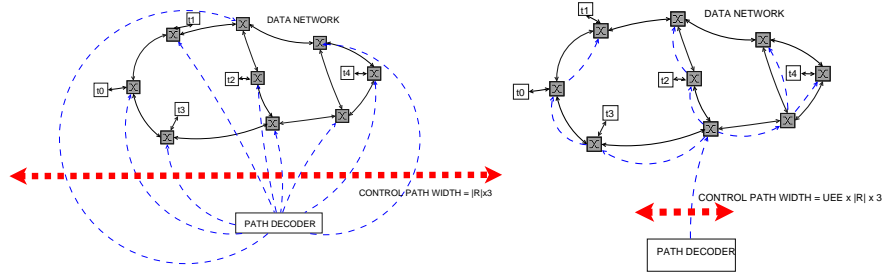 t1
DATA NETWORK
t2
t4
t0
t3
CONTROL PATH WIDTH = |R|x3
PATH DECODER
t1
DATA NETWORK
t2
t4
t0
t3
CONTROL PATH WIDTH = UEE x |R| x 3
PATH DECODER